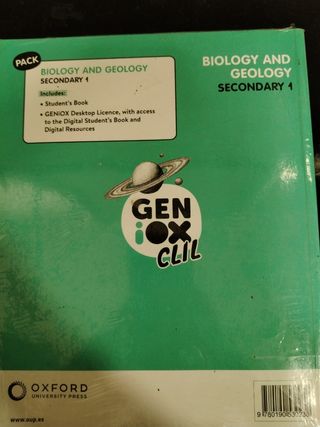 PACK
BIOLOGY AND GEOLOGY
SECONDARY 1
Includes:
• Student's Book
• GENiOX Desktop Licence, with access
to the Digital Student's Book and
Digital Resources
BIOLOGY AND
GEOLOGY
SECONDARY 1
GEN
iOX
CLIL
OXFORD
UNIVERSITY PRESS
www.oup.es